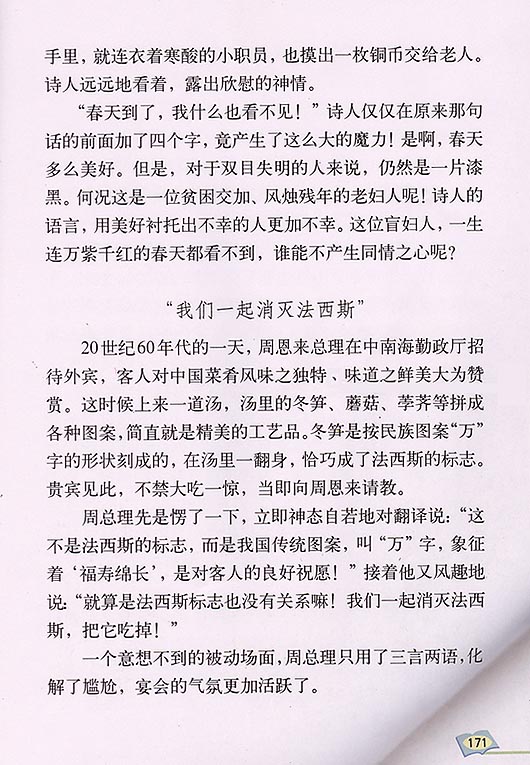 手里，就连衣着寒酸的小职员，也摸出一枚铜币交给老人。
诗人远远地看着，露出欣慰的神情。
“春天到了，我什么也看不见！”诗人仅仅在原来那句
话的前面加了四个字，竟产生了这么大的魔力！是啊，春天
多么美好。但是，对于双目失明的人来说，仍然是一片漆
黑。何况这是一位贫困交加、风烛残年的老妇人呢！诗人的
语言，用美好衬托出不幸的人更加不幸。这位盲妇人，一生
连万紫千红的春天都看不到，谁能不产生同情之心呢？
“我们一起消灭法西斯”
20世纪60年代的一天，周恩来总理在中南海勤政厅招
待外宾，客人对中国菜肴风味之独特、味道之鲜美大为赞
赏。这时候上来一道汤，汤里的冬笋、蘑菇、荸荠等拼成
各种图案，简直就是精美的工艺品。冬笋是按民族图案“万”
字的形状刻成的，在汤里一翻身，恰巧成了法西斯的标志。
贵宾见此，不禁大吃一惊，当即向周恩来请教。
周总理先是愣了一下，立即神态自若地对翻译说：“这
不是法西斯的标志，而是我国传统图案，叫“万”字，象征
着‘福寿绵长’，是对客人的良好祝愿！”接着他又风趣地
说：“就算是法西斯标志也没有关系嘛！我们一起消灭法西
斯，把它吃掉！”
一个意想不到的被动场面，周总理只用了三言两语，化
解了尴尬，宴会的气氛更加活跃了。
171